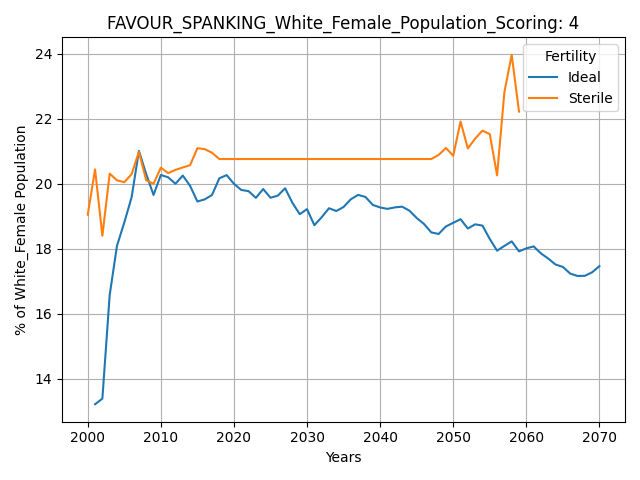 FAVOUR_SPANKING_White_Female_Population_Scoring: 4
Fertility
Ideal
Sterile
% of White_Female Population
24
22
20
18
16
14
2000 2010 2020 2030 2040 2050 2060 2070
Years